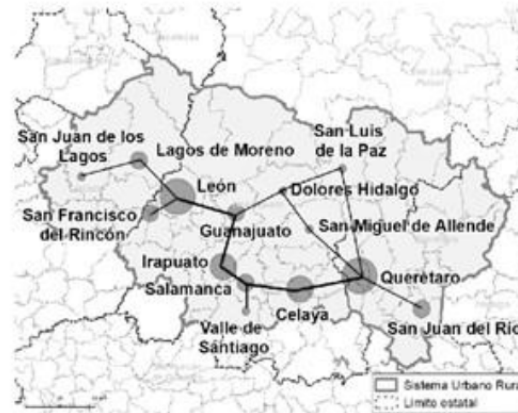 San Juan de los
Lagos
Lagos de Moreno
San Luis
de la Paz
León
Dolores Hidalgo
San Francisco
del Rincón
Guanajuato
San Miguel de Allende
Irapuato
Salamanca
Querétaro
Celaya
Valle de
Santiago
San Juan del Río
Sistema Urbano Rural
Límite estatal